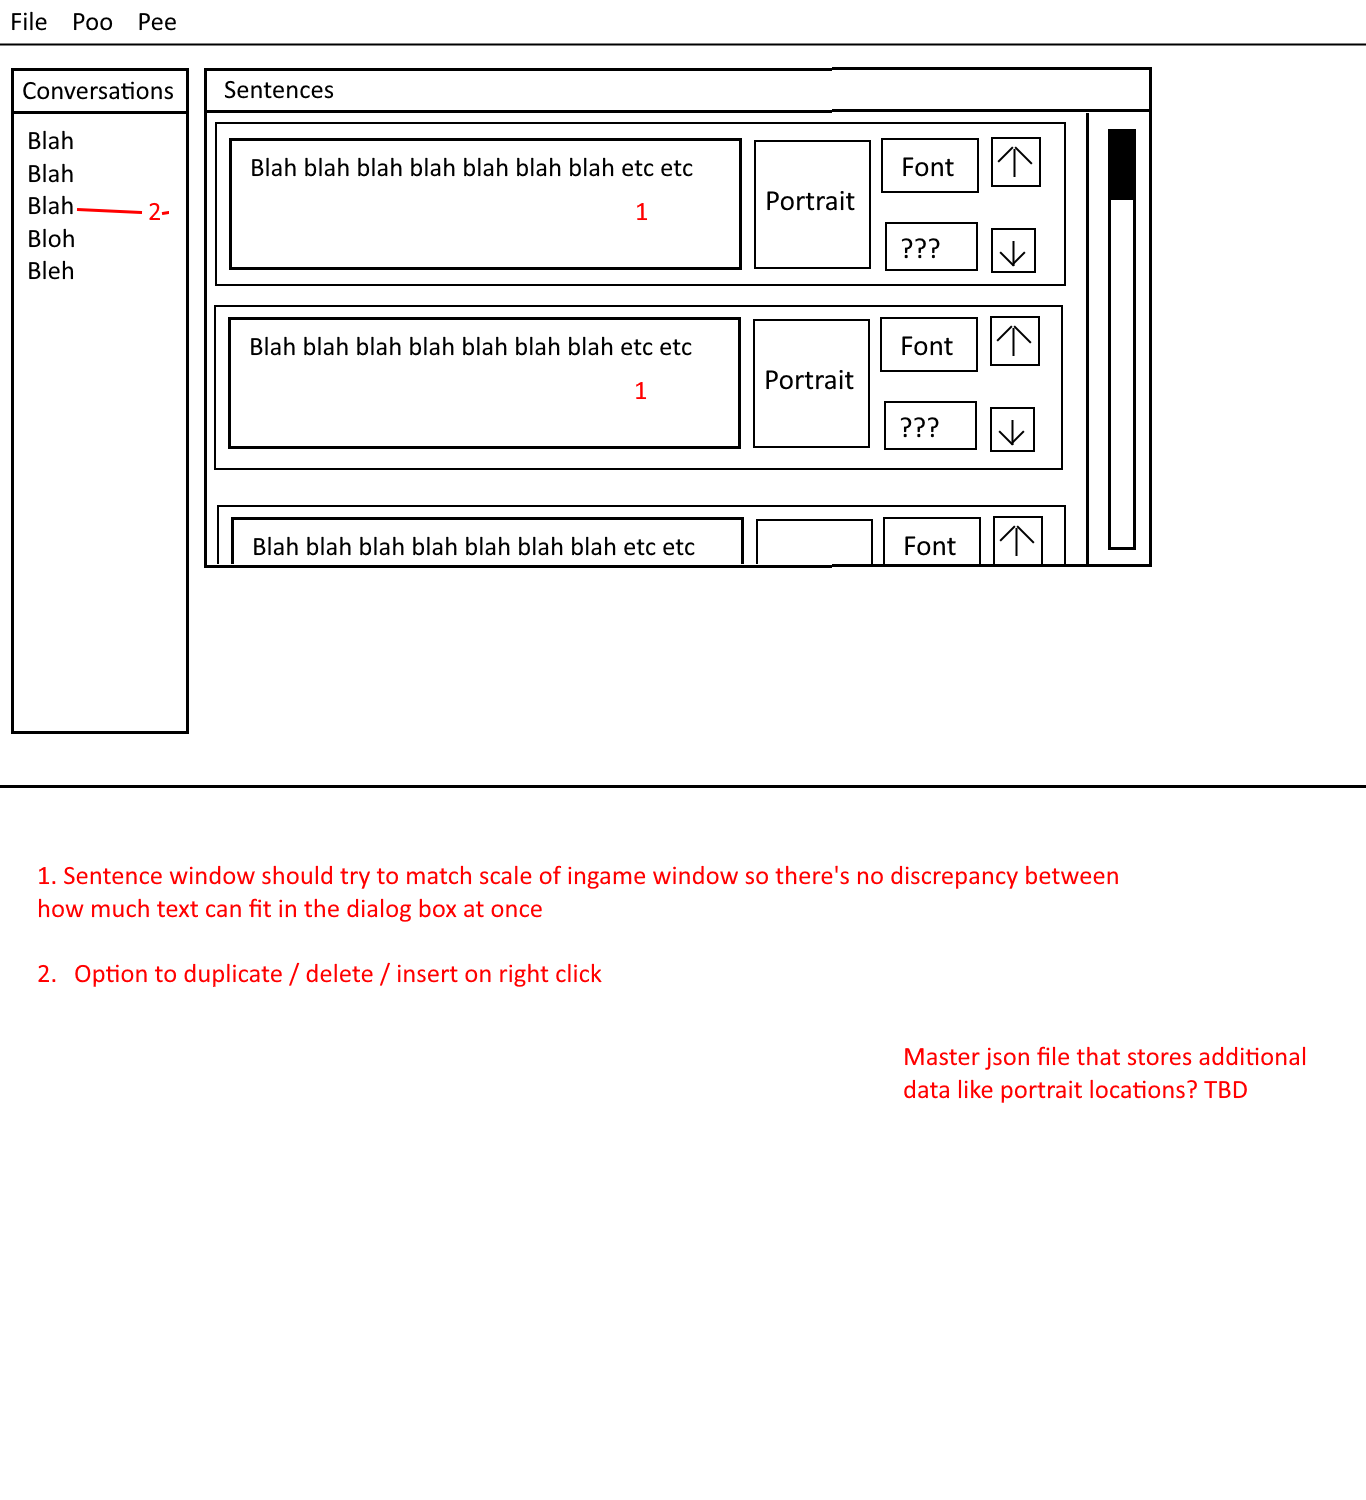 File Poo Pee
Conversations
Blah
Blah
Blah 2-
Bloh
Bleh
Sentences
Blah blah blah blah blah blah blah etc etc
1
Portrait
Font
???
Blah blah blah blah blah blah blah etc etc
1
Portrait
Font
???
Blah blah blah blah blah blah blah etc etc
Font
1. Sentence window should try to match scale of ingame window so there's no discrepancy between
how much text can fit in the dialog box at once
2. Option to duplicate / delete / insert on right click
Master json file that stores additional
data like portrait locations? TBD